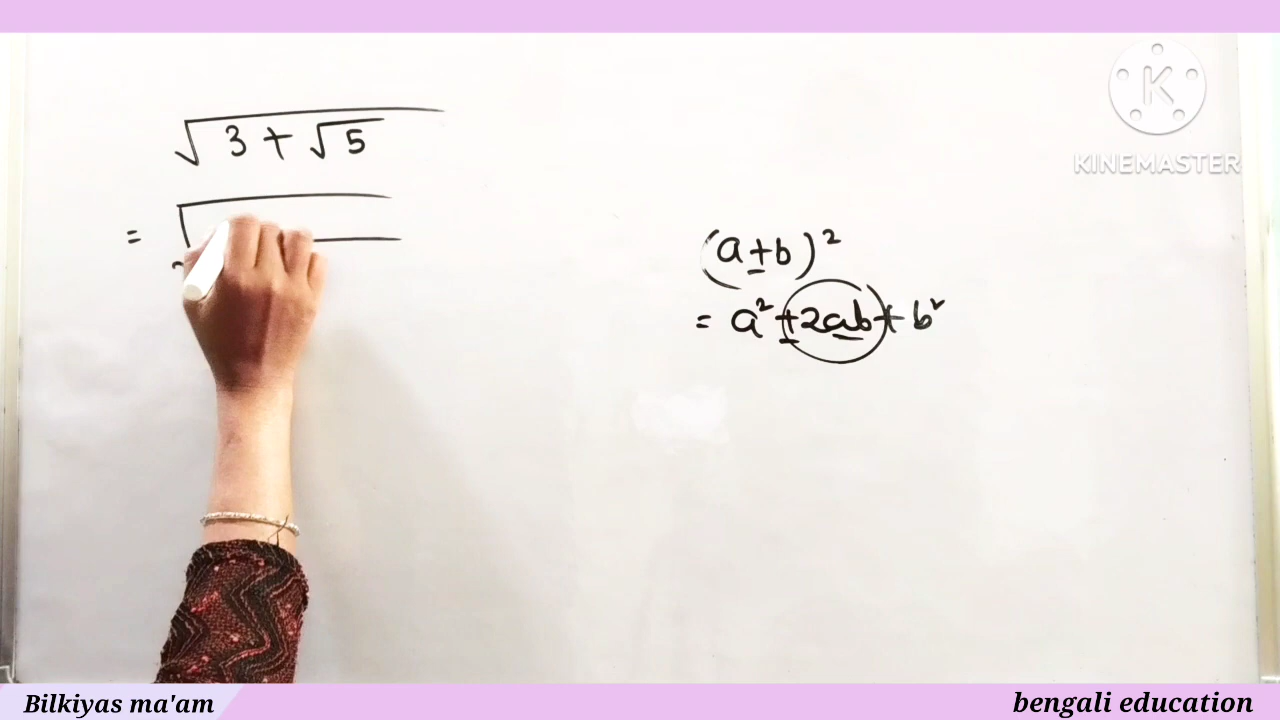 √(3 + √5)
= √
(a+b)²
= a² + 2ab + b²
K
KINEMASTER
Bilkiyas ma'am
bengali education